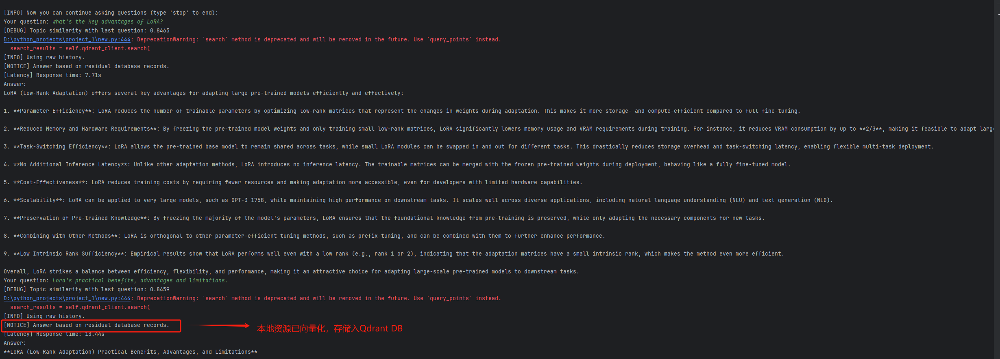 [INFO] Now you can continue asking questions (type 'stop' to end):
Your question: what's the key advantages of LoRA?
[DEBUG] Topic similarity with last question: 0.8465
D:\python_projects\project_1\new.py:444: DeprecationWarning: `search` method is deprecated and will be removed in the future. Use `query_points` instead.
  search_results = self.qdrant_client.search(
[INFO] Using raw history.
[NOTICE] Answer based on residual database records.
[Latency] Response time: 7.71s
Answer:
LoRA (Low-Rank Adaptation) offers several key advantages for adapting large pre-trained models efficiently and effectively:
1. **Parameter Efficiency**: LoRA reduces the number of trainable parameters by optimizing low-rank matrices that represent the changes in weights during adaptation. This makes it more storage- and compute-efficient compared to full fine-tuning.
2. **Reduced Memory and Hardware Requirements**: By freezing the pre-trained model weights and only training small low-rank matrices, LoRA significantly lowers memory usage and VRAM requirements during training. For instance, it reduces VRAM consumption by up to **2/3**, making it feasible to adapt larg
3. **Task-Switching Efficiency**: LoRA allows the pre-trained base model to remain shared across tasks, while small LoRA modules can be swapped in and out for different tasks. This drastically reduces storage overhead and task-switching latency, enabling flexible multi-task deployment.
4. **No Additional Inference Latency**: Unlike other adaptation methods, LoRA introduces no inference latency. The trainable matrices can be merged with the frozen pre-trained weights during deployment, behaving like a fully fine-tuned model.
5. **Cost-Effectiveness**: LoRA reduces training costs by requiring fewer resources and making adaptation more accessible, even for developers with limited hardware capabilities.
6. **Scalability**: LoRA can be applied to very large models, such as GPT-3 175B, while maintaining high performance on downstream tasks. It scales well across diverse applications, including natural language understanding (NLU) and text generation (NLG).
7. **Preservation of Pre-trained Knowledge**: By freezing the majority of the model's parameters, LoRA ensures that the foundational knowledge from pre-training is preserved, while only adapting the necessary components for new tasks.
8. **Combining with Other Methods**: LoRA is orthogonal to other parameter-efficient tuning methods, such as prefix-tuning, and can be combined with them to further enhance performance.
9. **Low Intrinsic Rank Sufficiency**: Empirical results show that LoRA performs well even with a low rank (e.g., rank 1 or 2), indicating that the adaptation matrices have a small intrinsic rank, which makes the method even more efficient.
Overall, LoRA strikes a balance between efficiency, flexibility, and performance, making it an attractive choice for adapting large-scale pre-trained models to downstream tasks.
Your question: Lora's practical benefits, advantages and limitations.
[DEBUG] Topic similarity with last question: 0.8459
D:\python_projects\project_1\new.py:444: DeprecationWarning: `search` method is deprecated and will be removed in the future. Use `query_points` instead.
  search_results = self.qdrant_client.search(
[INFO] Using raw history.
[NOTICE] Answer based on residual database records.
本地资源已向量化，存储入Qdrant DB
[Latency] Response time: 13.44s
Answer:
**LoRA (Low-Rank Adaptation) Practical Benefits, Advantages, and Limitations**